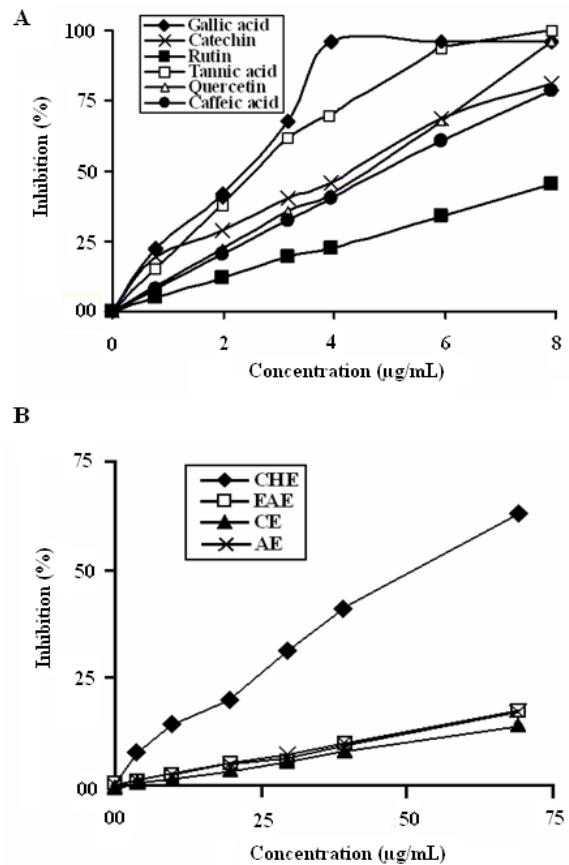 A
Gallic acid
Catechin
Rutin
Tannic acid
Quercetin
Caffeic acid
Inhibition (%)
100
75
50
25
00
0 2 4 6 8
Concentration (µg/mL)
B
CHE
EAE
CE
AE
Inhibition (%)
75
50
25
00
00 25 50 75
Concentration (µg/mL)